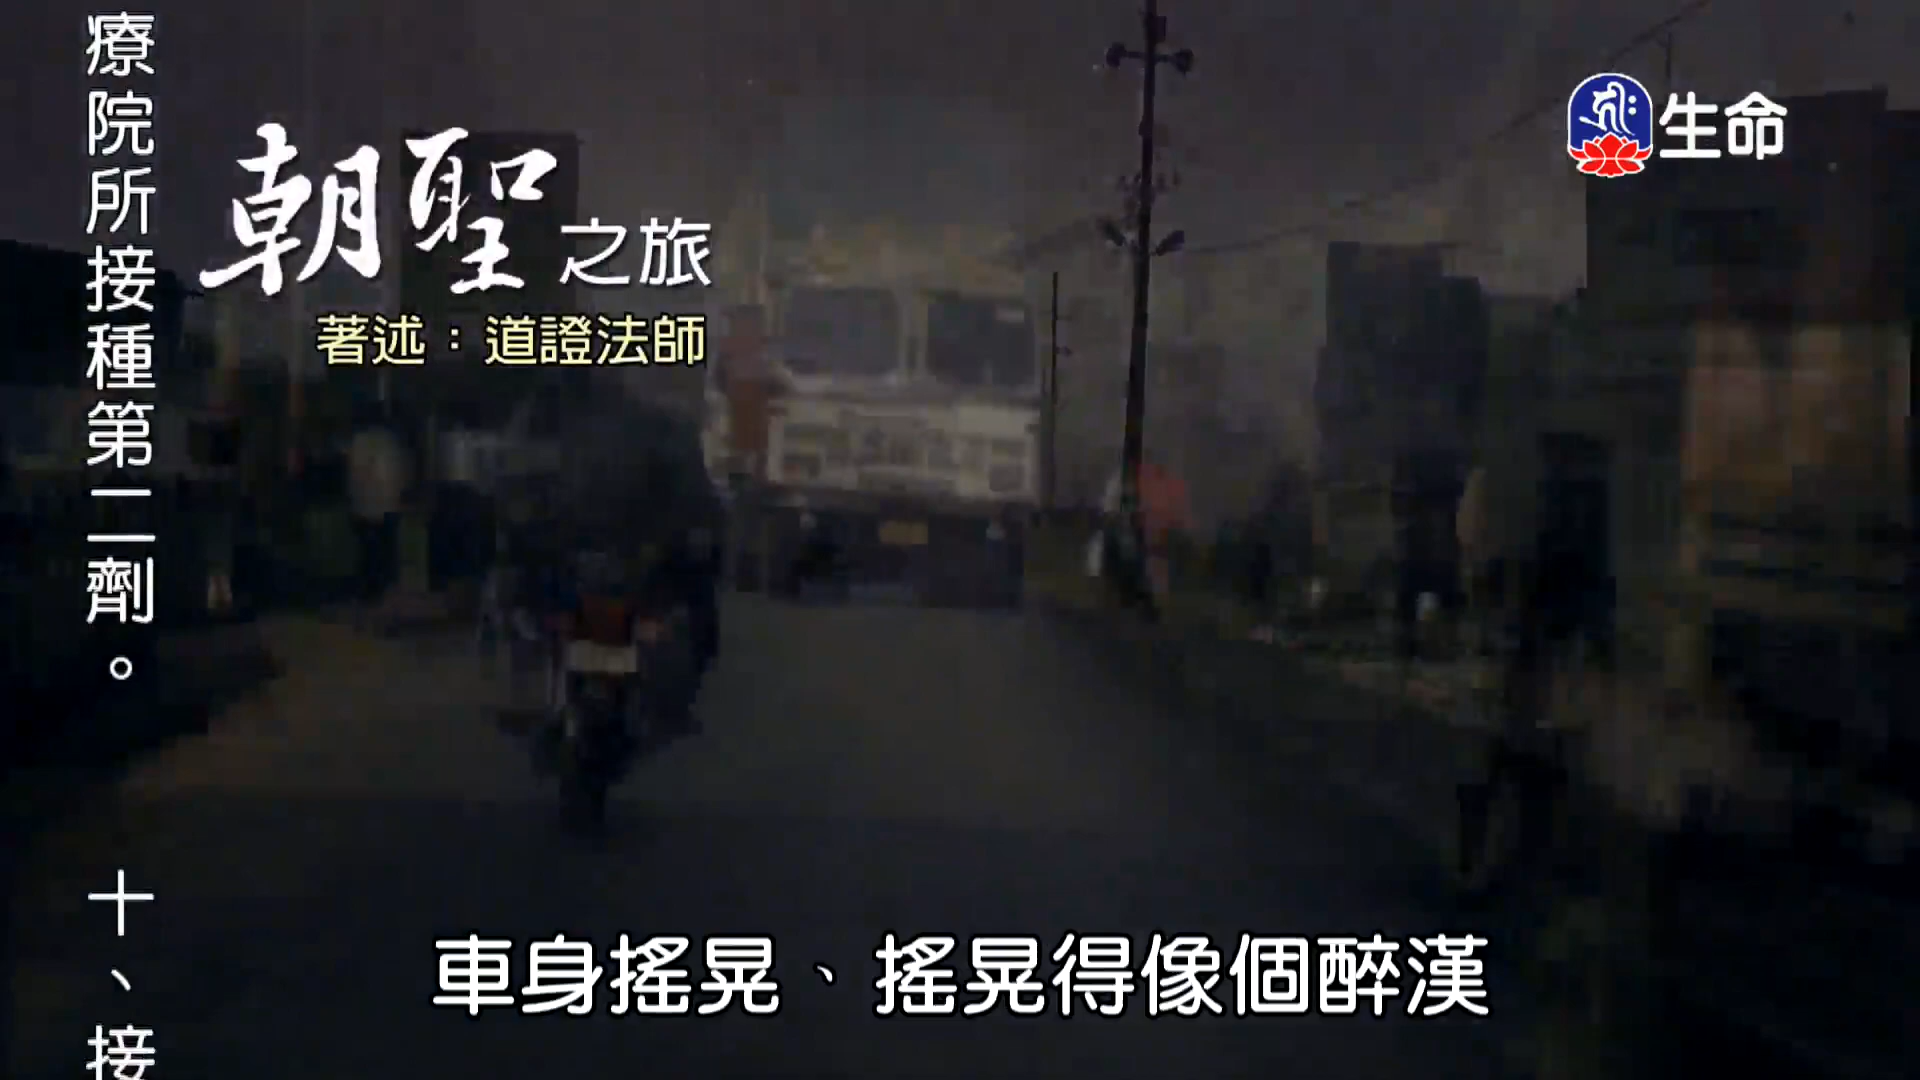 療院所接種第二劑。 十、接
朝聖之旅
著述：道證法師
生命
車身搖晃、搖晃得像個醉漢